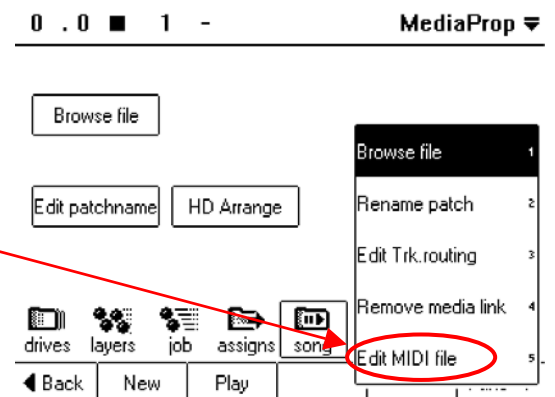 0 .0 ■ 1 - MediaProp
Browse file
Edit patchname HD Arrange
Browse file 1
Rename patch 2
Edit Trk.routing 3
Remove media link 4
Edit MIDI file 5
drives layers job assigns song
Back New Play